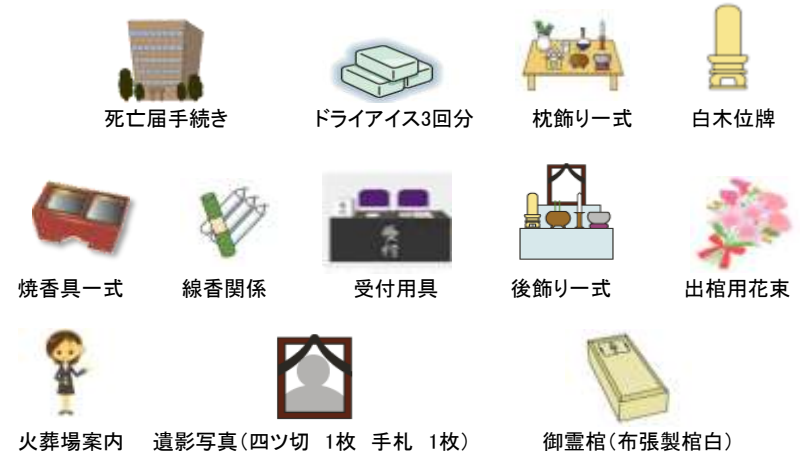 死亡届手続き ドライアイス3回分 枕飾り一式 白木位牌
受付
焼香具一式 線香関係 受付用具 後飾り一式 出棺用花束
火葬場案内 遺影写真(四ツ切 1枚 手札 1枚) 御霊棺(布張製棺白)